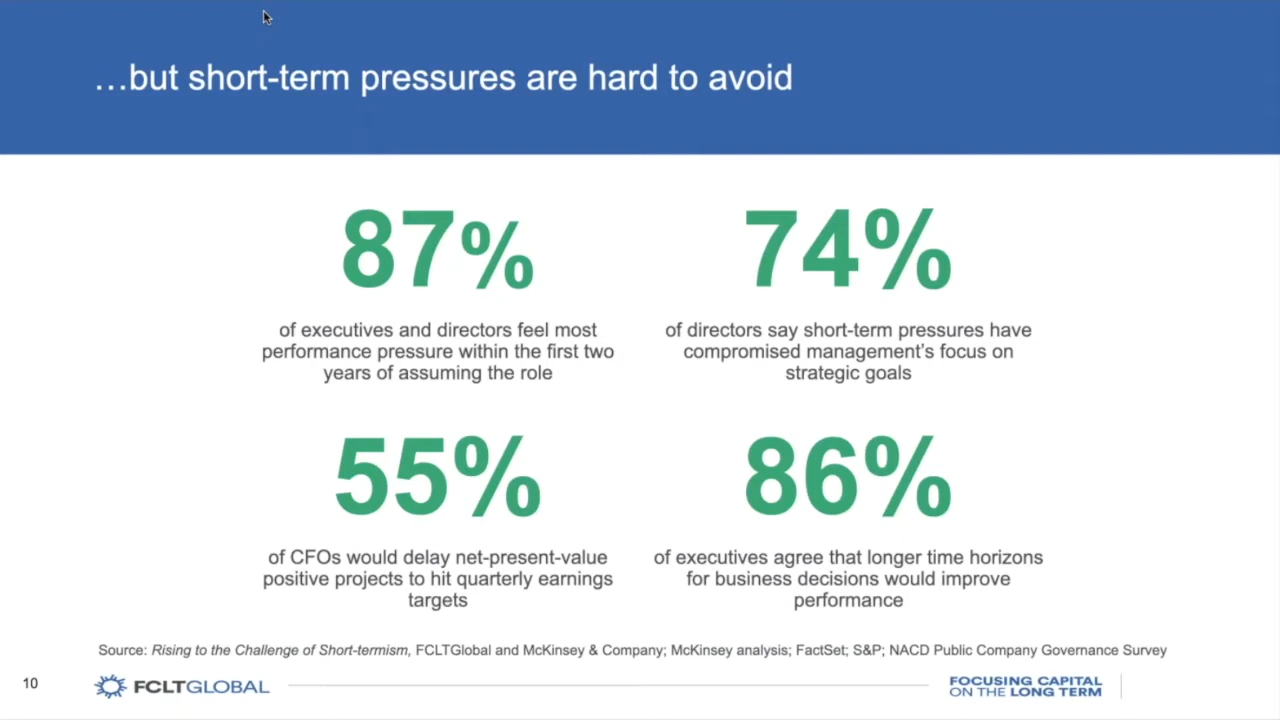 …but short-term pressures are hard to avoid
87%
of executives and directors feel most
performance pressure within the first two
years of assuming the role
74%
of directors say short-term pressures have
compromised management’s focus on
strategic goals
55%
of CFOs would delay net-present-value
positive projects to hit quarterly earnings
targets
86%
of executives agree that longer time horizons
for business decisions would improve
performance
Source: Rising to the Challenge of Short-termism, FCLTGlobal and McKinsey & Company; McKinsey analysis; FactSet; S&P; NACD Public Company Governance Survey
10
FCLTGLOBAL
FOCUSING CAPITAL
ON THE LONG TERM